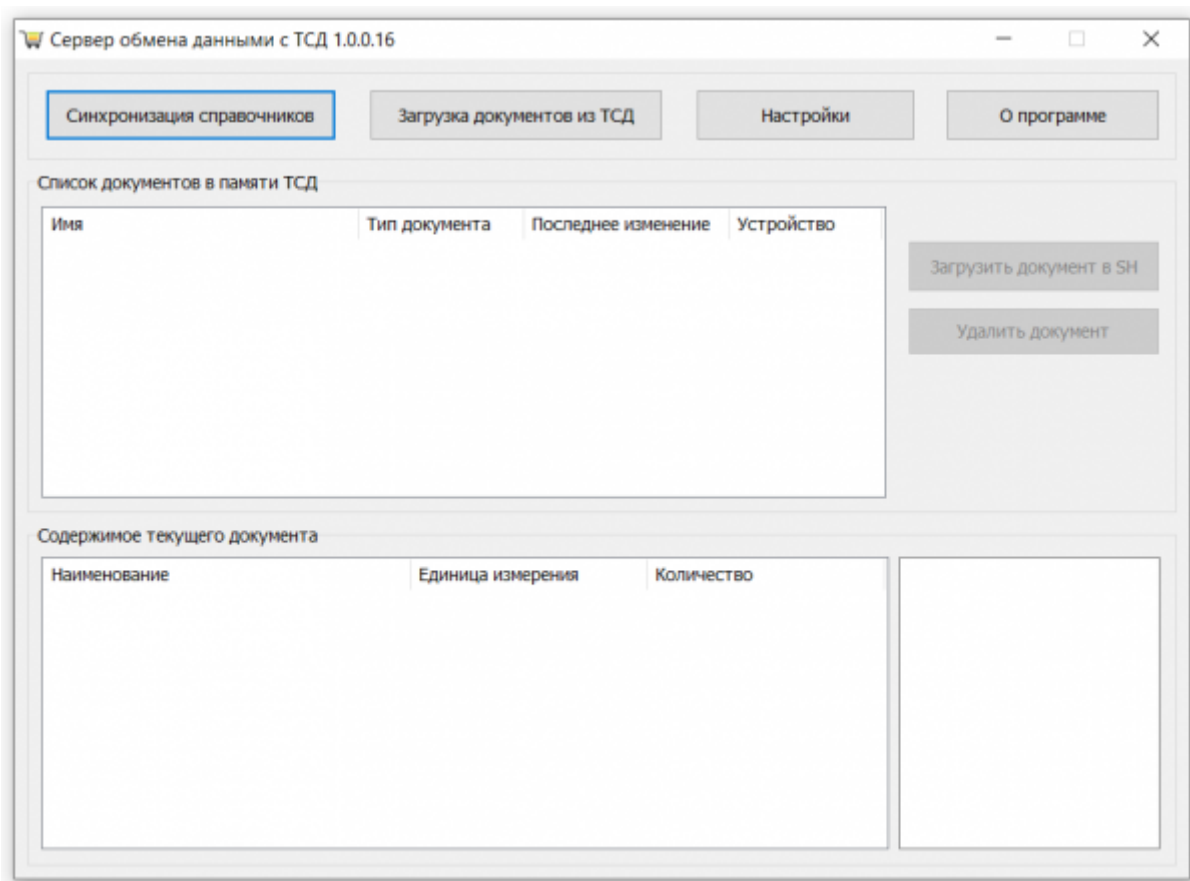 Сервер обмена данными с ТСД 1.0.0.16
Синхронизация справочников Загрузка документов из ТСД Настройки О программе
Список документов в памяти ТСД
Имя Тип документа Последнее изменение Устройство
Загрузить документ в SH
Удалить документ
Содержимое текущего документа
Наименование Единица измерения Количество